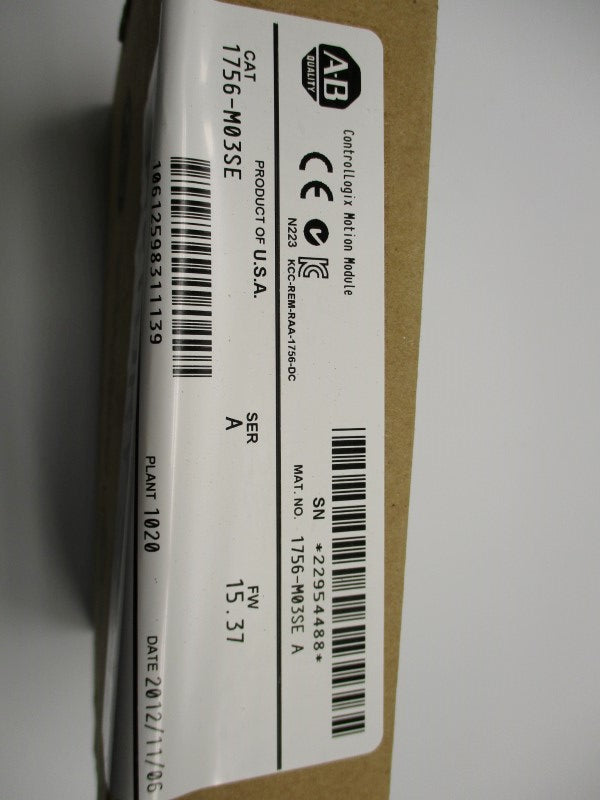 A-B
QUALITY
ControlLogix Motion Module
CE
N223
KCC-REM-RAA-1756-DC
SN *22954488*
MAT. NO. 1756-M03SE A
CAT
1756-M03SE
PRODUCT OF U.S.A.
SER
A
FW
15.37
10612598311139
PLANT 1020
DATE 2012/11/06